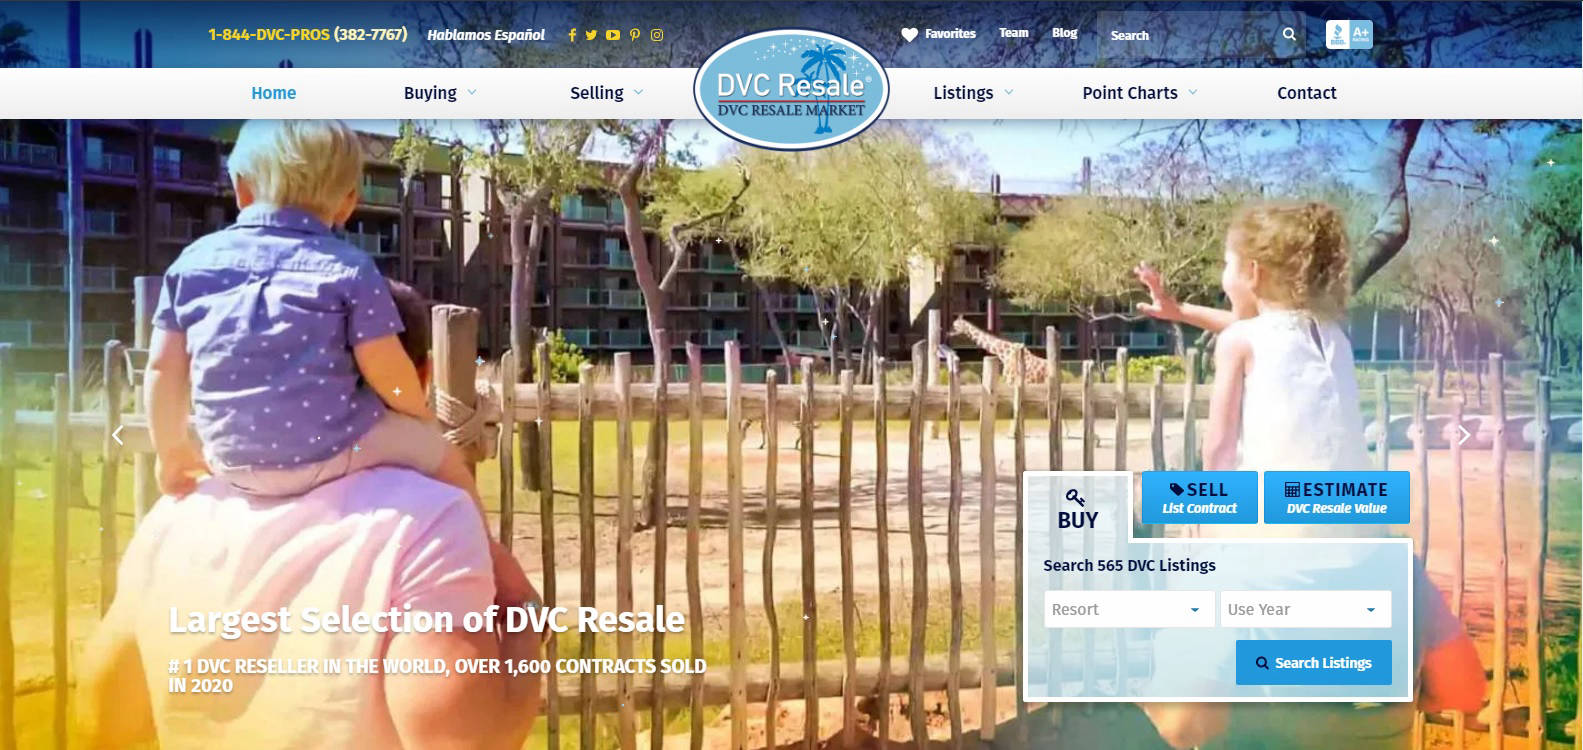 1-844-DVC-PROS (382-7767)
Hablamos Español
Favorites
Team
Blog
Search
BBB
A+
RATING
Home
Buying
Selling
DVC Resale®
DVC RESALE MARKET
Listings
Point Charts
Contact
BUY
SELL
List Contract
ESTIMATE
DVC Resale Value
Search 565 DVC Listings
Resort
Use Year
Search Listings
Largest Selection of DVC Resale
# 1 DVC RESELLER IN THE WORLD, OVER 1,600 CONTRACTS SOLD
IN 2020